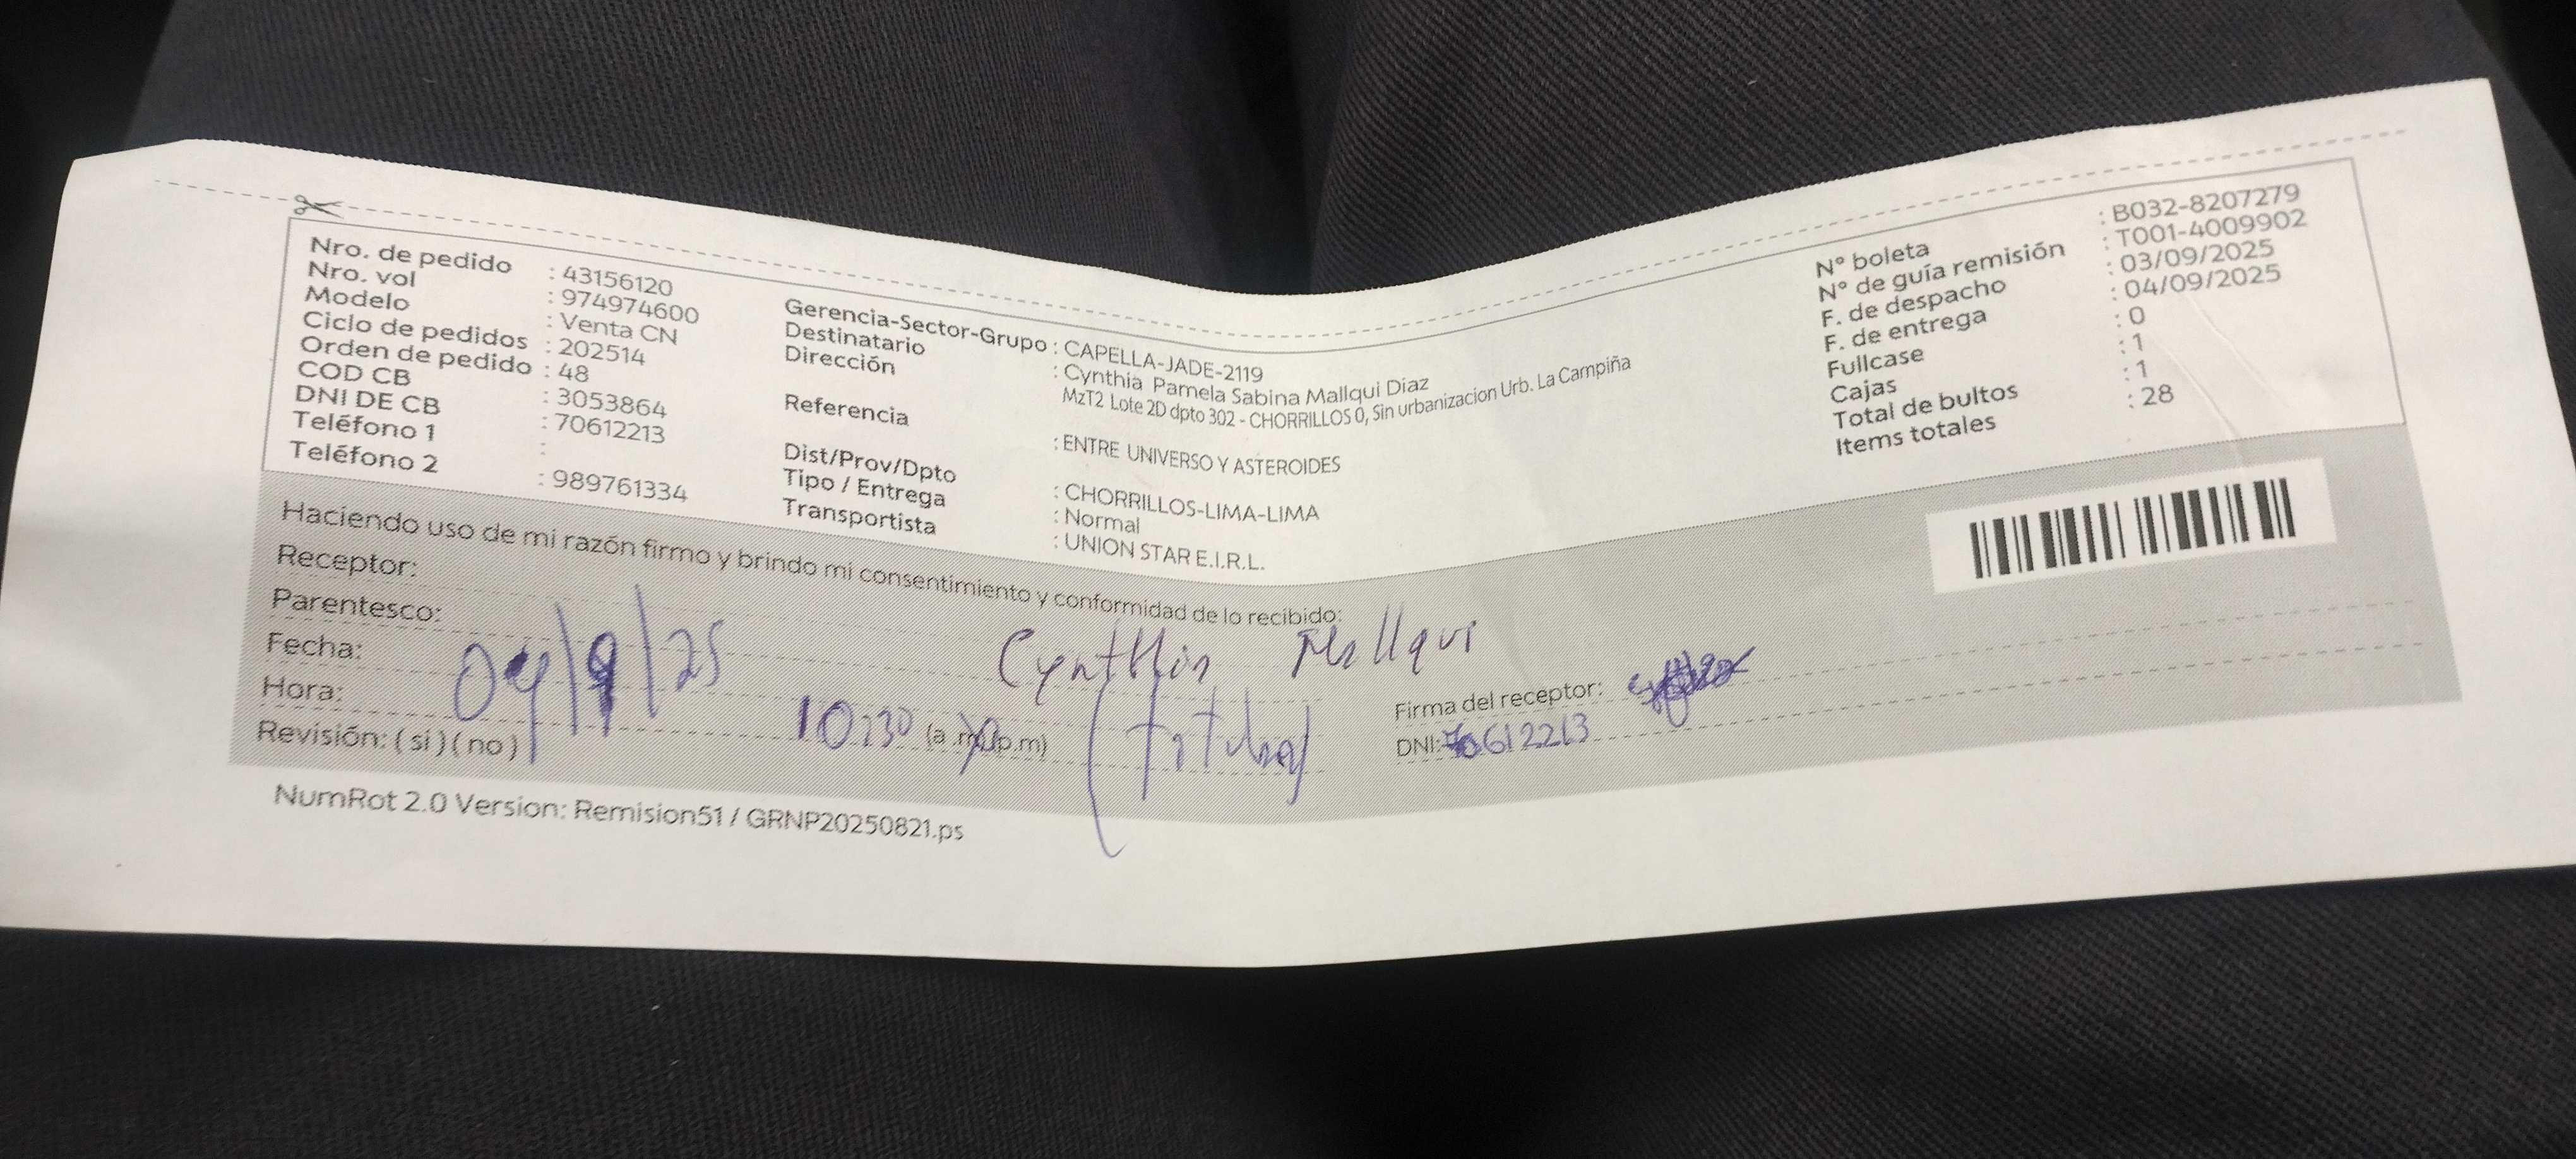 Nro. de pedido : 43156120
Nro. vol : 974974600
Modelo : Venta CN
Ciclo de pedidos : 202514
Orden de pedido : 48
COD CB : 3053864
DNI DE CB : 70612213
Teléfono 1 :
Teléfono 2 : 989761334
Gerencia-Sector-Grupo : CAPELLA-JADE-2119
Destinatario : Cynthia Pamela Sabina Mallqui Diaz
Dirección MzT2 Lote 2D dpto 302 - CHORRILLOS 0, Sin urbanizacion Urb. La Campiña
Referencia : ENTRE UNIVERSO Y ASTEROIDES
Dist/Prov/Dpto : CHORRILLOS-LIMA-LIMA
Tipo / Entrega : Normal
Transportista : UNION STAR E.I.R.L.
N° boleta : B032-8207279
N° de guía remisión : T001-4009902
F. de despacho : 03/09/2025
F. de entrega : 04/09/2025
Fullcase : 0
Cajas : 1
Total de bultos : 1
Items totales : 28
Haciendo uso de mi razón firmo y brindo mi consentimiento y conformidad de lo recibido:
Receptor: Cynthia Mallqui
Parentesco: (titular)
Fecha: 04/9/25
Hora: 10:30 (a.m./p.m)
Revisión: (si) (no)
Firma del receptor:
DNI: 70612213
NumRot 2.0 Version: Remision51 / GRNP20250821.ps